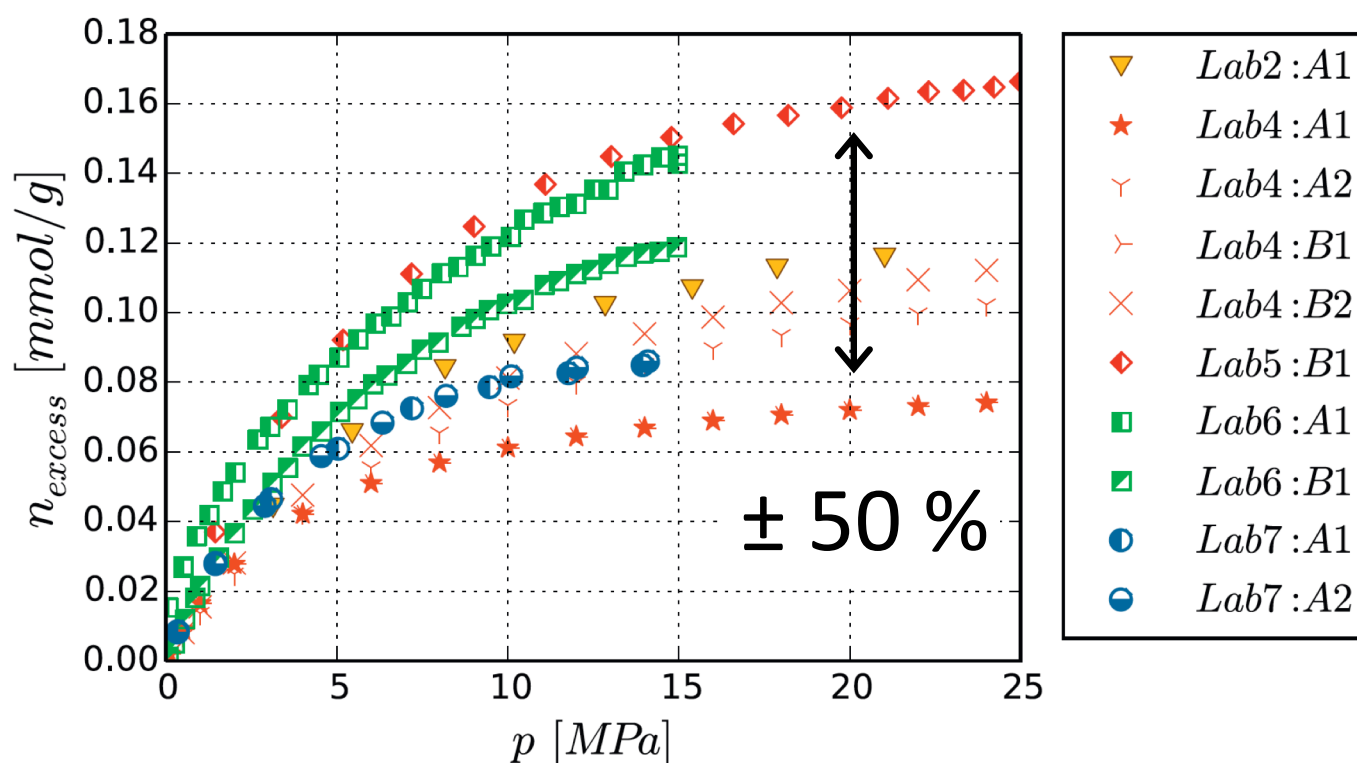 0.18
0.16
0.14
0.12
0.10
0.08
0.06
0.04
0.02
0.00
n_excess [mmol/g]
0 5 10 15 20 25
p [MPa]
± 50 %
Lab2 : A1
Lab4 : A1
Lab4 : A2
Lab4 : B1
Lab4 : B2
Lab5 : B1
Lab6 : A1
Lab6 : B1
Lab7 : A1
Lab7 : A2